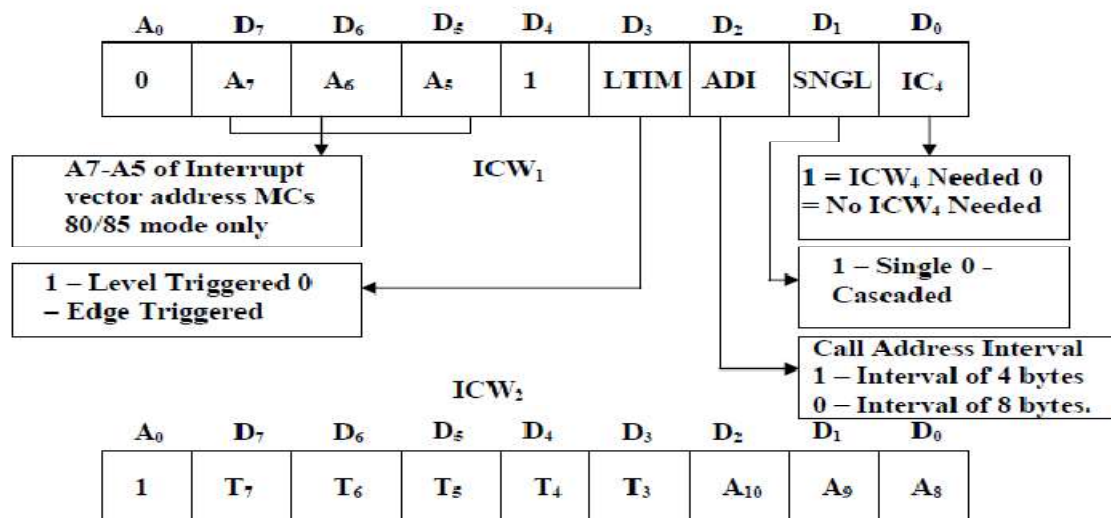 A₀ D₇ D₆ D₅ D₄ D₃ D₂ D₁ D₀
0 A₇ A₆ A₅ 1 LTIM ADI SNGL IC₄
A7-A5 of Interrupt
vector address MCs
80/85 mode only
ICW₁
1 = ICW₄ Needed 0
= No ICW₄ Needed
1 – Level Triggered 0
– Edge Triggered
1 – Single 0 -
Cascaded
Call Address Interval
1 – Interval of 4 bytes
0 – Interval of 8 bytes.
ICW₂
A₀ D₇ D₆ D₅ D₄ D₃ D₂ D₁ D₀
1 T₇ T₆ T₅ T₄ T₃ A₁₀ A₉ A₈